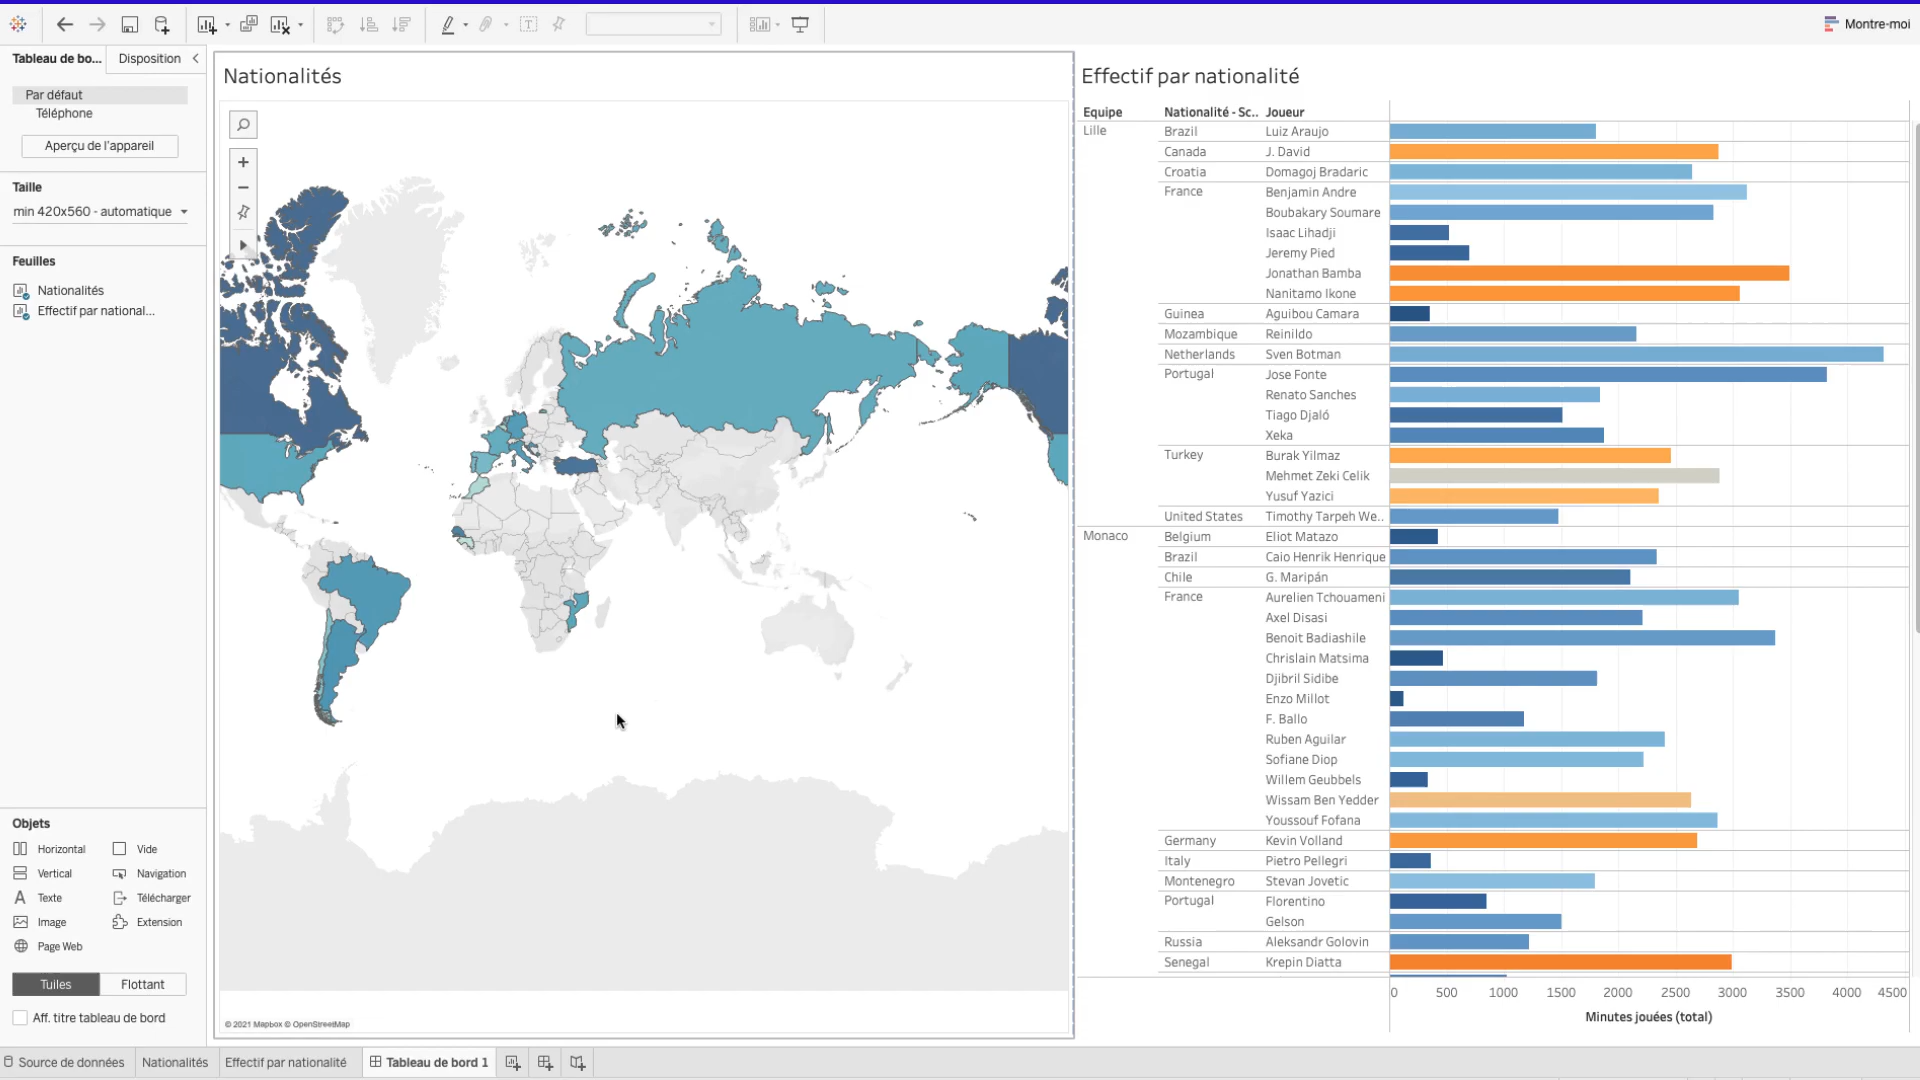 Montre-moi
Tableau de bo...
Disposition
Par défaut
Téléphone
Aperçu de l'appareil
Taille
min 420x560 - automatique
Feuilles
Nationalités
Effectif par national...
Objets
Horizontal
Vide
Vertical
Navigation
Texte
Télécharger
Image
Extension
Page Web
Tuiles
Flottant
Aff. titre tableau de bord
Nationalités
© 2021 Mapbox © OpenStreetMap
Effectif par nationalité
Equipe Nationalité - Sc.. Joueur
Lille Brazil Luiz Araujo
Canada J. David
Croatia Domagoj Bradaric
France Benjamin Andre
Boubakary Soumare
Isaac Lihadji
Jeremy Pied
Jonathan Bamba
Nanitamo Ikone
Guinea Aguibou Camara
Mozambique Reinildo
Netherlands Sven Botman
Portugal Jose Fonte
Renato Sanches
Tiago Djaló
Xeka
Turkey Burak Yilmaz
Mehmet Zeki Celik
Yusuf Yazici
United States Timothy Tarpeh We..
Monaco Belgium Eliot Matazo
Brazil Caio Henrik Henrique
Chile G. Maripán
France Aurelien Tchouameni
Axel Disasi
Benoit Badiashile
Chrislain Matsima
Djibril Sidibe
Enzo Millot
F. Ballo
Ruben Aguilar
Sofiane Diop
Willem Geubbels
Wissam Ben Yedder
Youssouf Fofana
Germany Kevin Volland
Italy Pietro Pellegri
Montenegro Stevan Jovetic
Portugal Florentino
Gelson
Russia Aleksandr Golovin
Senegal Krepin Diatta
0 500 1000 1500 2000 2500 3000 3500 4000 4500
Minutes jouées (total)
Source de données
Nationalités
Effectif par nationalité
Tableau de bord 1